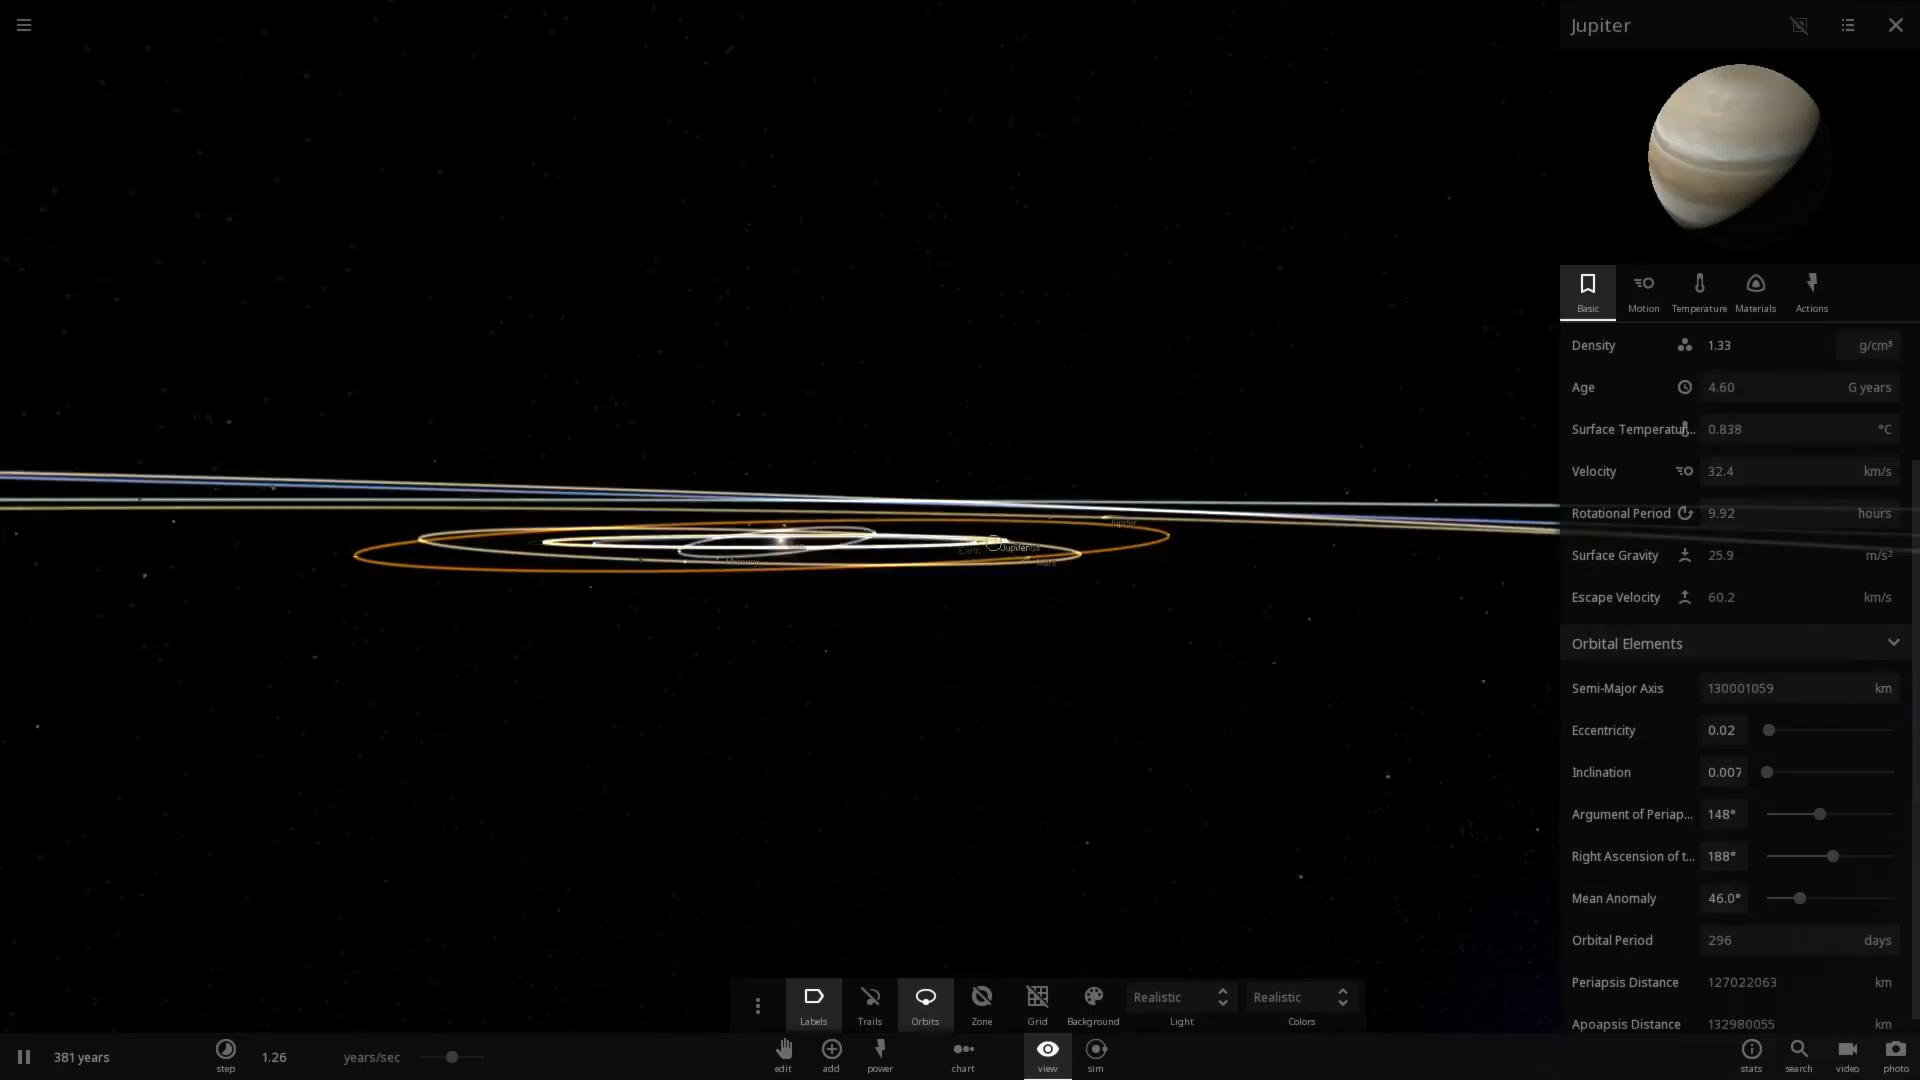 Jupiter
Basic
Motion
Temperature
Materials
Actions
Density 1.33 g/cm³
Age 4.60 G years
Surface Temperatur... 0.838 °C
Velocity 32.4 km/s
Rotational Period 9.92 hours
Surface Gravity 25.9 m/s²
Escape Velocity 60.2 km/s
Orbital Elements
Semi-Major Axis 130001059 km
Eccentricity 0.02
Inclination 0.007
Argument of Periap... 148°
Right Ascension of t... 188°
Mean Anomaly 46.0°
Orbital Period 296 days
Periapsis Distance 127022063 km
Apoapsis Distance 132980055 km
Jupiter
Earth
Mercury
Mars
Labels
Trails
Orbits
Zone
Grid
Background
Realistic
Light
Realistic
Colors
381 years
step
1.26 years/sec
edit
add
power
chart
view
sim
stats
search
video
photo